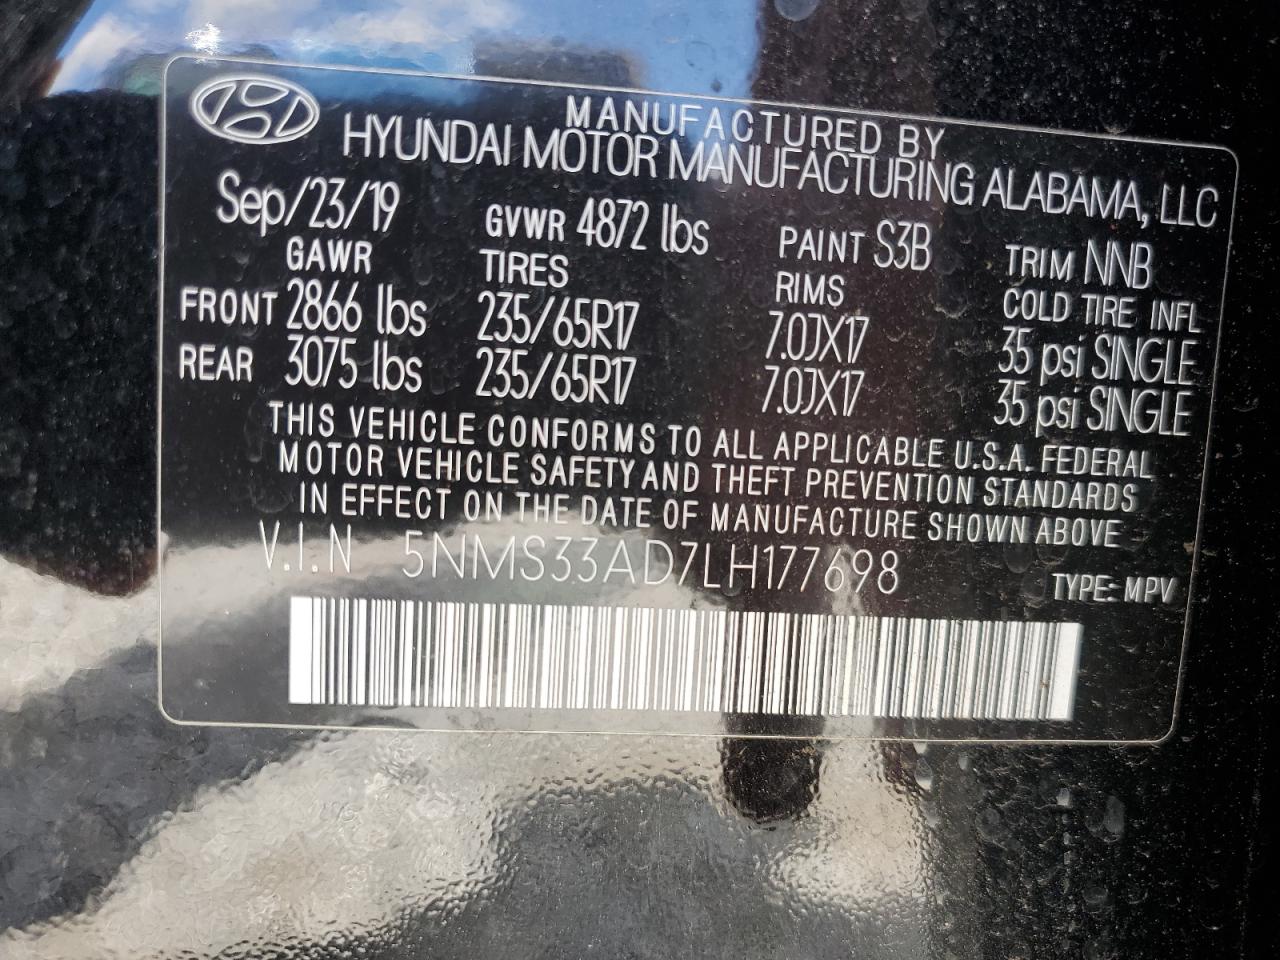 MANUFACTURED BY
HYUNDAI MOTOR MANUFACTURING ALABAMA, LLC
Sep/23/19 GVWR 4872 lbs PAINT S3B TRIM NNB
GAWR TIRES RIMS COLD TIRE INFL
FRONT 2866 lbs 235/65R17 7.0JX17 35 psi SINGLE
REAR 3075 lbs 235/65R17 7.0JX17 35 psi SINGLE
THIS VEHICLE CONFORMS TO ALL APPLICABLE U.S.A. FEDERAL
MOTOR VEHICLE SAFETY AND THEFT PREVENTION STANDARDS
IN EFFECT ON THE DATE OF MANUFACTURE SHOWN ABOVE
V.I.N 5NMS33AD7LH177698 TYPE: MPV